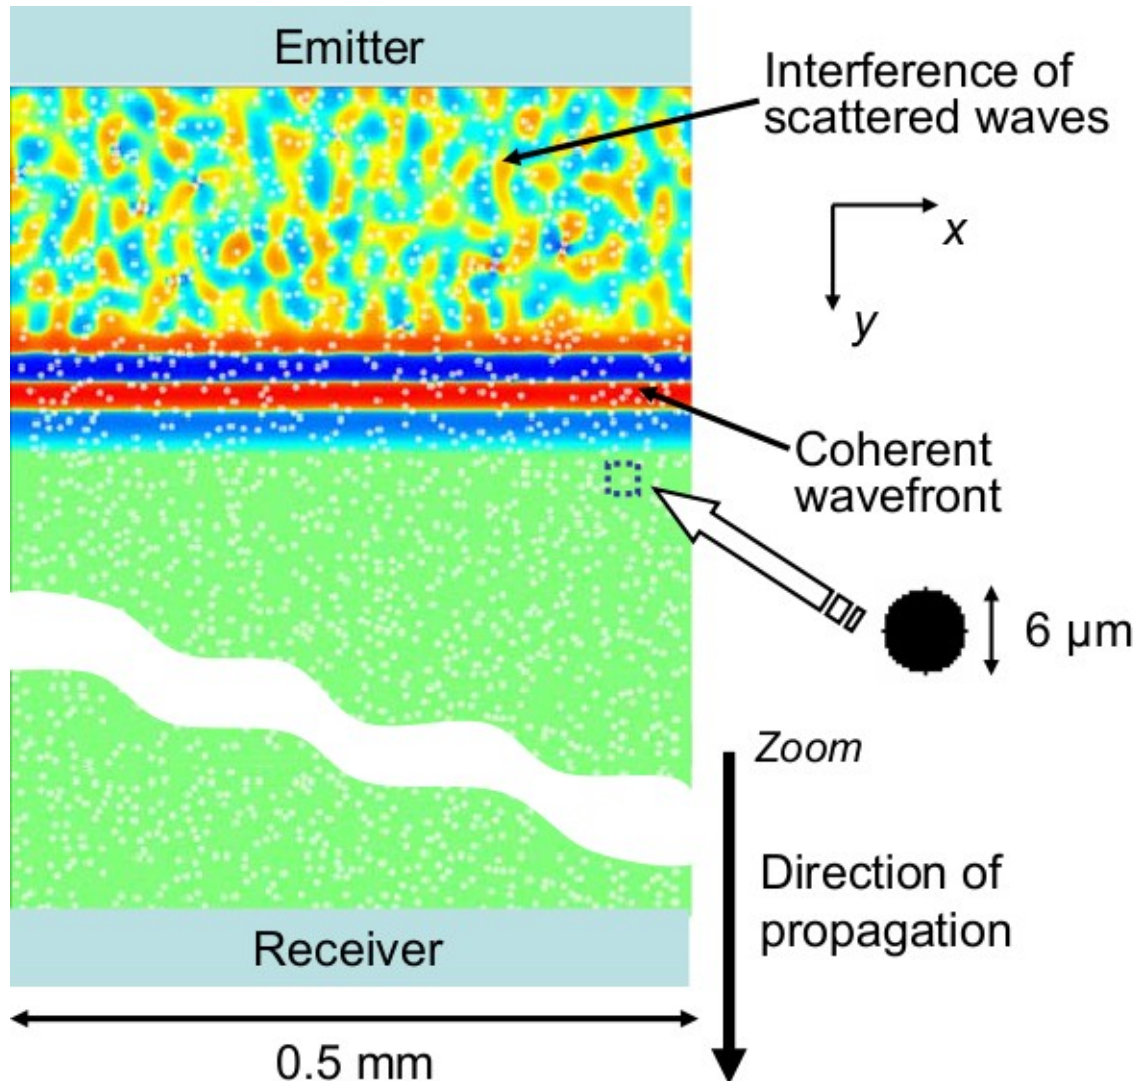 Emitter
Interference of
scattered waves
x
y
Coherent
wavefront
6 µm
Zoom
Direction of
propagation
Receiver
0.5 mm